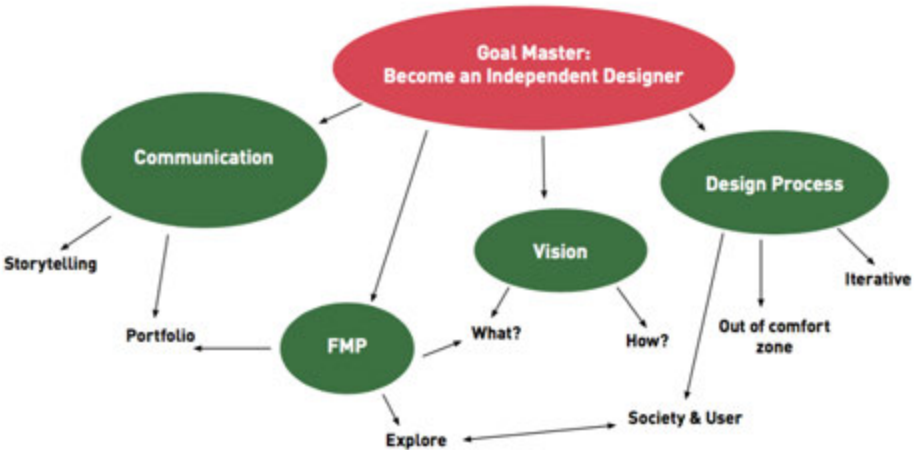 Goal Master:
Become an Independent Designer
Communication
Design Process
Vision
Storytelling
Iterative
Portfolio
FMP
What?
How?
Out of comfort
zone
Society & User
Explore